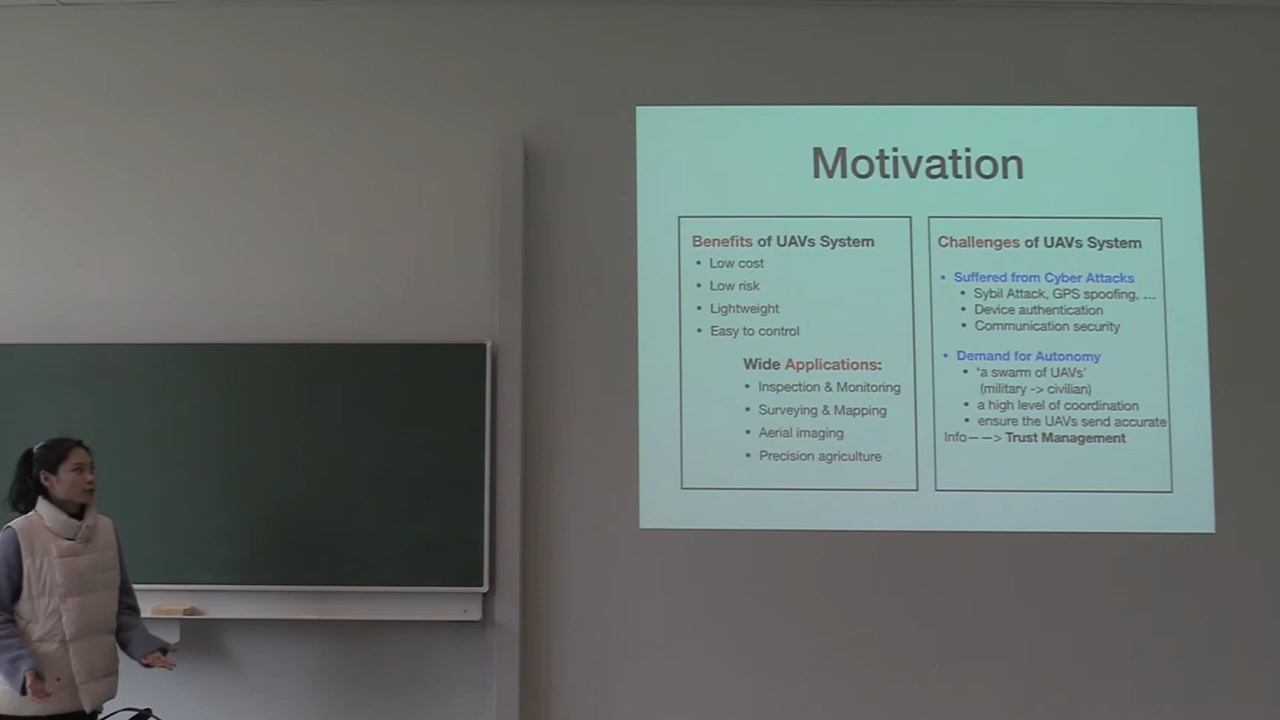 Motivation
Benefits of UAVs System
• Low cost
• Low risk
• Lightweight
• Easy to control
Wide Applications:
• Inspection & Monitoring
• Surveying & Mapping
• Aerial imaging
• Precision agriculture
Challenges of UAVs System
• Suffered from Cyber Attacks
• Sybil Attack, GPS spoofing, ...
• Device authentication
• Communication security
• Demand for Autonomy
• ‘a swarm of UAVs’
(military -> civilian)
• a high level of coordination
• ensure the UAVs send accurate
Info——> Trust Management